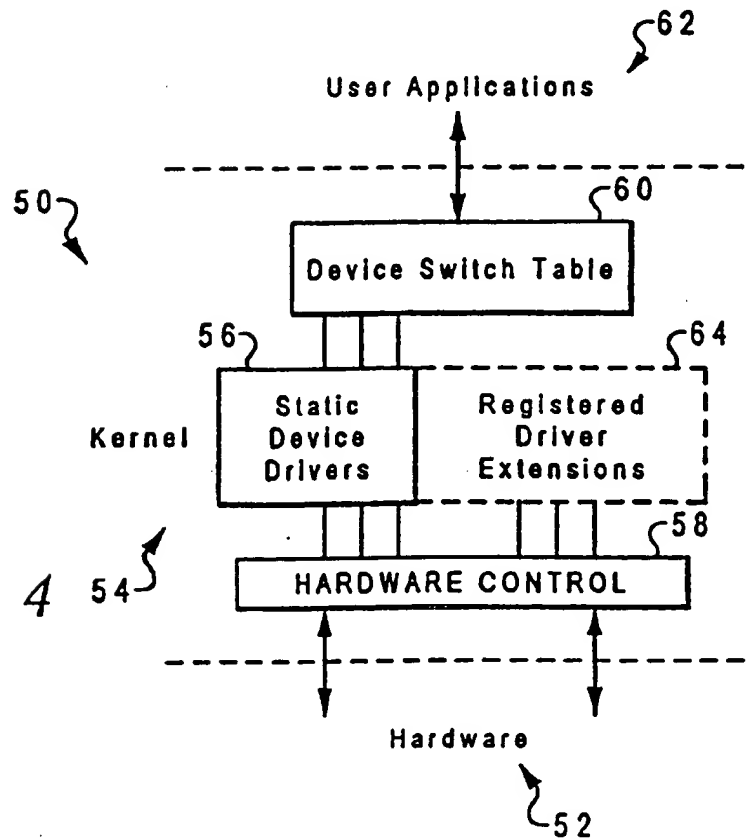 62
User Applications
50
60
Device Switch Table
56
64
Static
Device
Drivers
Registered
Driver
Extensions
Kernel
58
HARDWARE CONTROL
4
54
Hardware
52